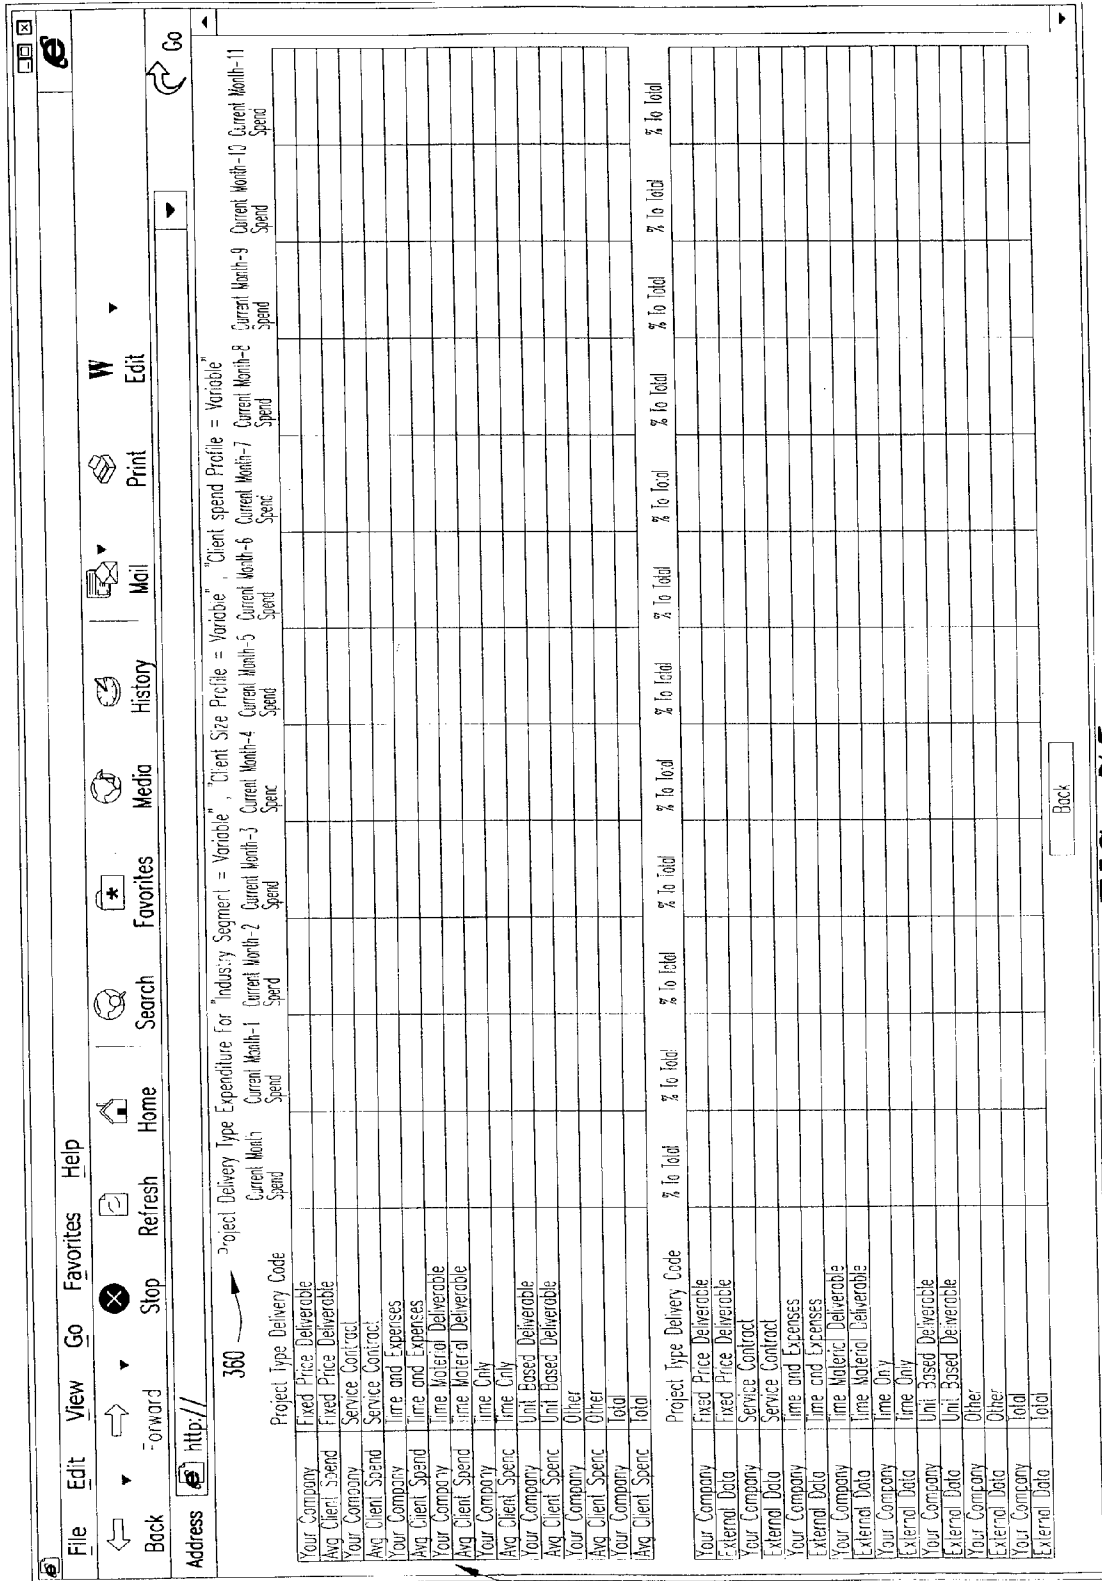 File Edit View Go Favorites Help
Back Forward Stop Refresh Home Search Favorites Media History Mail Print Edit
Address http:// Go
360 Project Delivery Type Expenditure For "Industry Segment = Variable", "Client Size Profile = Variable", "Client spend Profile = Variable"
Project Type Delivery Code Current Month Spend Current Month-1 Spend Current Month-2 Spend Current Month-3 Spend Current Month-4 Spend Current Month-5 Spend Current Month-6 Spend Current Month-7 Spend Current Month-8 Spend Current Month-9 Spend Current Month-10 Spend Current Month-11 Spend
Your Company Fixed Price Deliverable
Avg Client Spend Fixed Price Deliverable
Your Company Service Contract
Avg Client Spend Service Contract
Your Company Time and Expenses
Avg Client Spend Time and Expenses
Your Company Time Material Deliverable
Avg Client Spend Time Material Deliverable
Your Company Time Only
Avg Client Spend Time Only
Your Company Unit Based Deliverable
Avg Client Spend Unit Based Deliverable
Your Company Other
Avg Client Spend Other
Your Company Total
Avg Client Spend Total
Project Type Delivery Code % To Total % To Total % To Total % To Total % To Total % To Total % To Total % To Total % To Total % To Total % To Total % To Total
Your Company Fixed Price Deliverable
External Data Fixed Price Deliverable
Your Company Service Contract
External Data Service Contract
Your Company Time and Expenses
External Data Time and Expenses
Your Company Time Material Deliverable
External Data Time Material Deliverable
Your Company Time Only
External Data Time Only
Your Company Unit Based Deliverable
External Data Unit Based Deliverable
Your Company Other
External Data Other
Your Company Total
External Data Total
Back